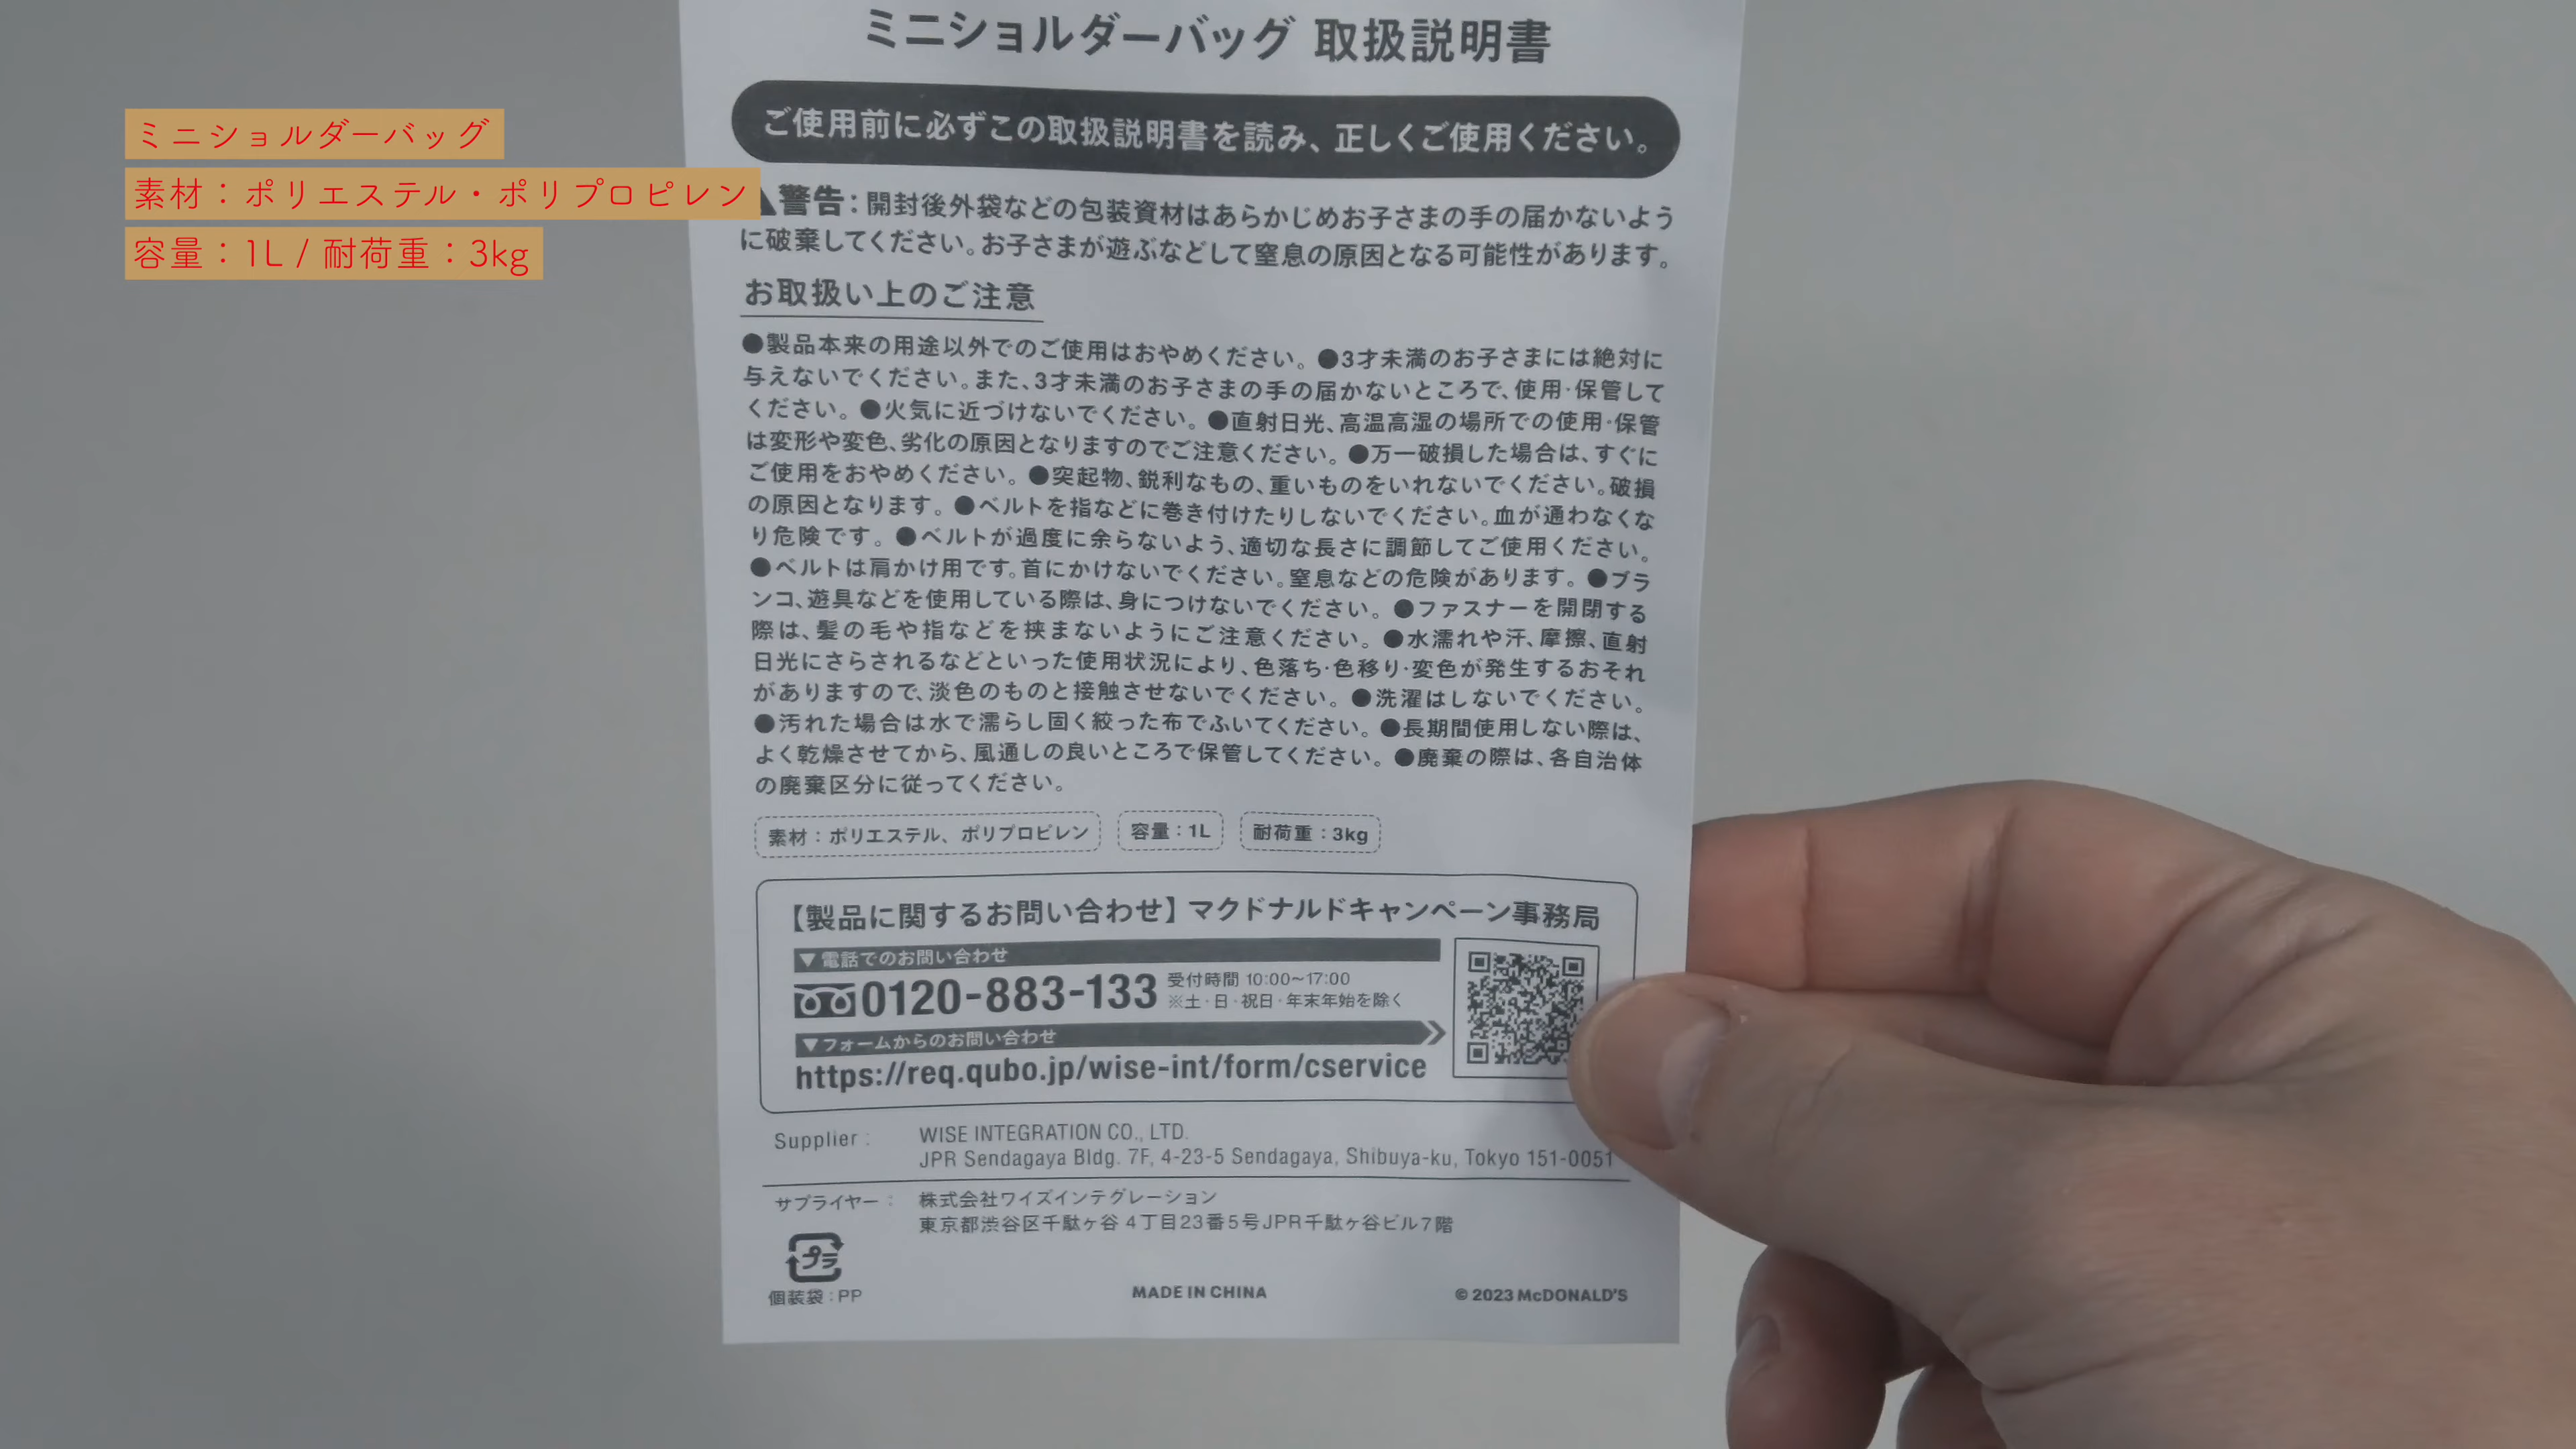 ミニショルダーバッグ
素材：ポリエステル・ポリプロピレン
容量：1L / 耐荷重：3kg
ミニショルダーバッグ 取扱説明書
ご使用前に必ずこの取扱説明書を読み、正しくご使用ください。
警告：開封後外袋などの包装資材はあらかじめお子さまの手の届かないよう
に破棄してください。お子さまが遊ぶなどして窒息の原因となる可能性があります。
お取扱い上のご注意
●製品本来の用途以外でのご使用はおやめください。●3才未満のお子さまには絶対に
与えないでください。また、3才未満のお子さまの手の届かないところで、使用・保管して
ください。●火気に近づけないでください。●直射日光、高温高湿の場所での使用・保管
は変形や変色、劣化の原因となりますのでご注意ください。●万一破損した場合は、すぐに
ご使用をおやめください。●突起物、鋭利なもの、重いものをいれないでください。破損
の原因となります。●ベルトを指などに巻き付けたりしないでください。血が通わなくな
り危険です。●ベルトが過度に余らないよう、適切な長さに調節してご使用ください。
●ベルトは肩かけ用です。首にかけないでください。窒息などの危険があります。●ブラ
ンコ、遊具などを使用している際は、身につけないでください。●ファスナーを開閉する
際は、髪の毛や指などを挟まないようにご注意ください。●水濡れや汗、摩擦、直射
日光にさらされるなどといった使用状況により、色落ち・色移り・変色が発生するおそれ
がありますので、淡色のものと接触させないでください。●洗濯はしないでください。
●汚れた場合は水で濡らし固く絞った布でふいてください。●長期間使用しない際は、
よく乾燥させてから、風通しの良いところで保管してください。●廃棄の際は、各自治体
の廃棄区分に従ってください。
素材：ポリエステル、ポリプロピレン 容量：1L 耐荷重：3kg
【製品に関するお問い合わせ】マクドナルドキャンペーン事務局
▼電話でのお問い合わせ
0120-883-133 受付時間 10:00～17:00
※土・日・祝日・年末年始を除く
▼フォームからのお問い合わせ
https://req.qubo.jp/wise-int/form/cservice
Supplier : WISE INTEGRATION CO., LTD.
JPR Sendagaya Bldg. 7F, 4-23-5 Sendagaya, Shibuya-ku, Tokyo 151-0051
サプライヤー： 株式会社ワイズインテグレーション
東京都渋谷区千駄ヶ谷 4丁目23番5号JPR千駄ヶ谷ビル7階
プラ
個装袋：PP
MADE IN CHINA
© 2023 McDONALD'S